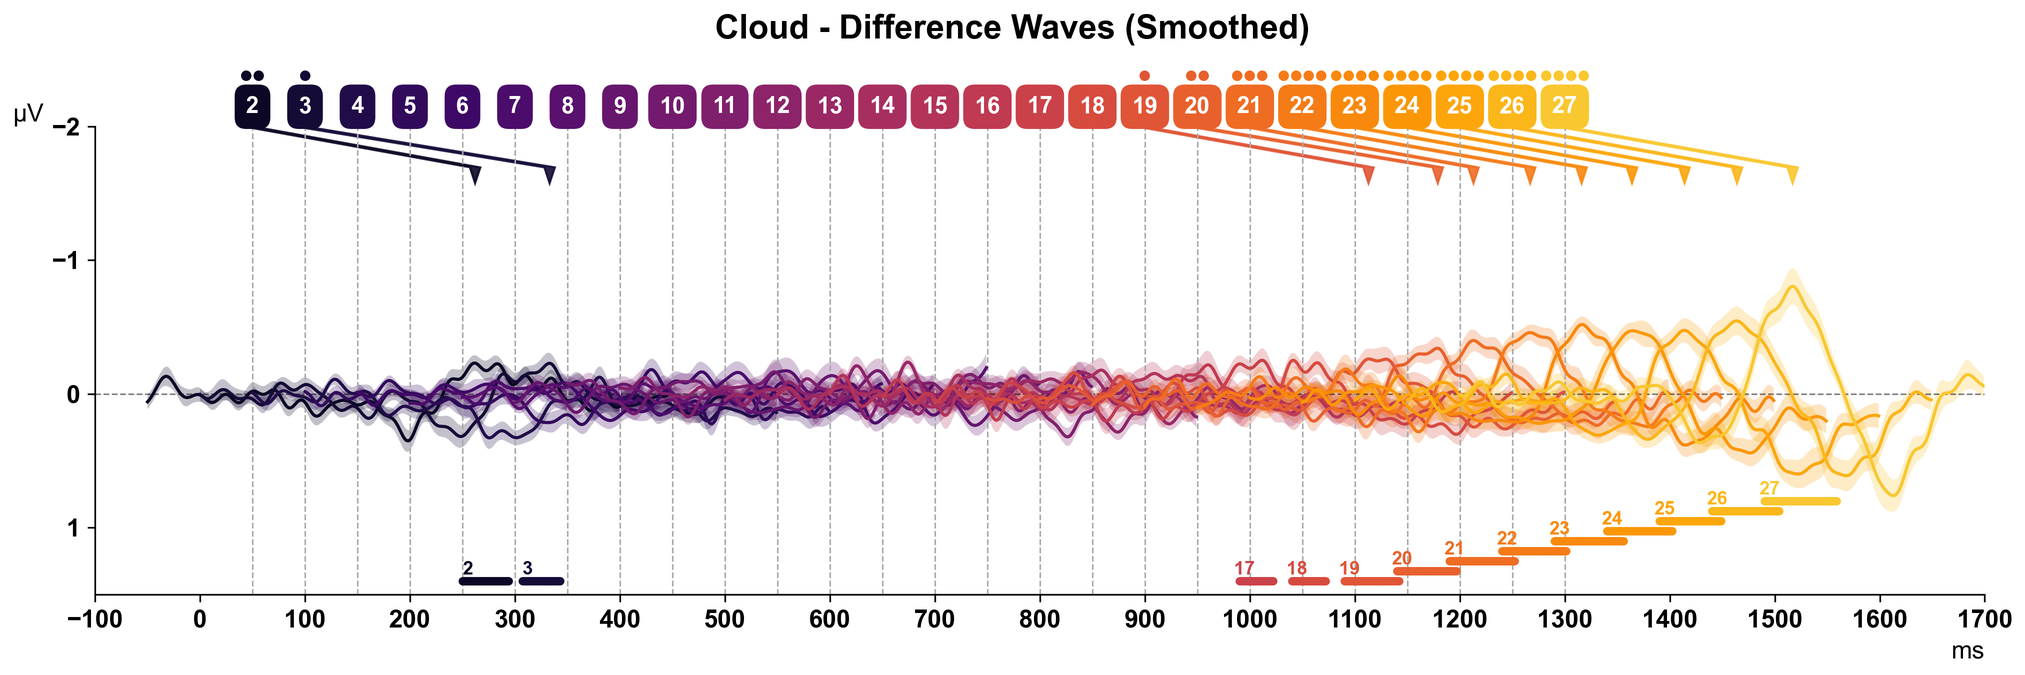 Cloud - Difference Waves (Smoothed)
2 3 4 5 6 7 8 9 10 11 12 13 14 15 16 17 18 19 20 21 22 23 24 25 26 27
µV
−2
−1
0
1
27
26
25
24
23
22
21
20
2 3 17 18 19
−100 0 100 200 300 400 500 600 700 800 900 1000 1100 1200 1300 1400 1500 1600 1700
ms